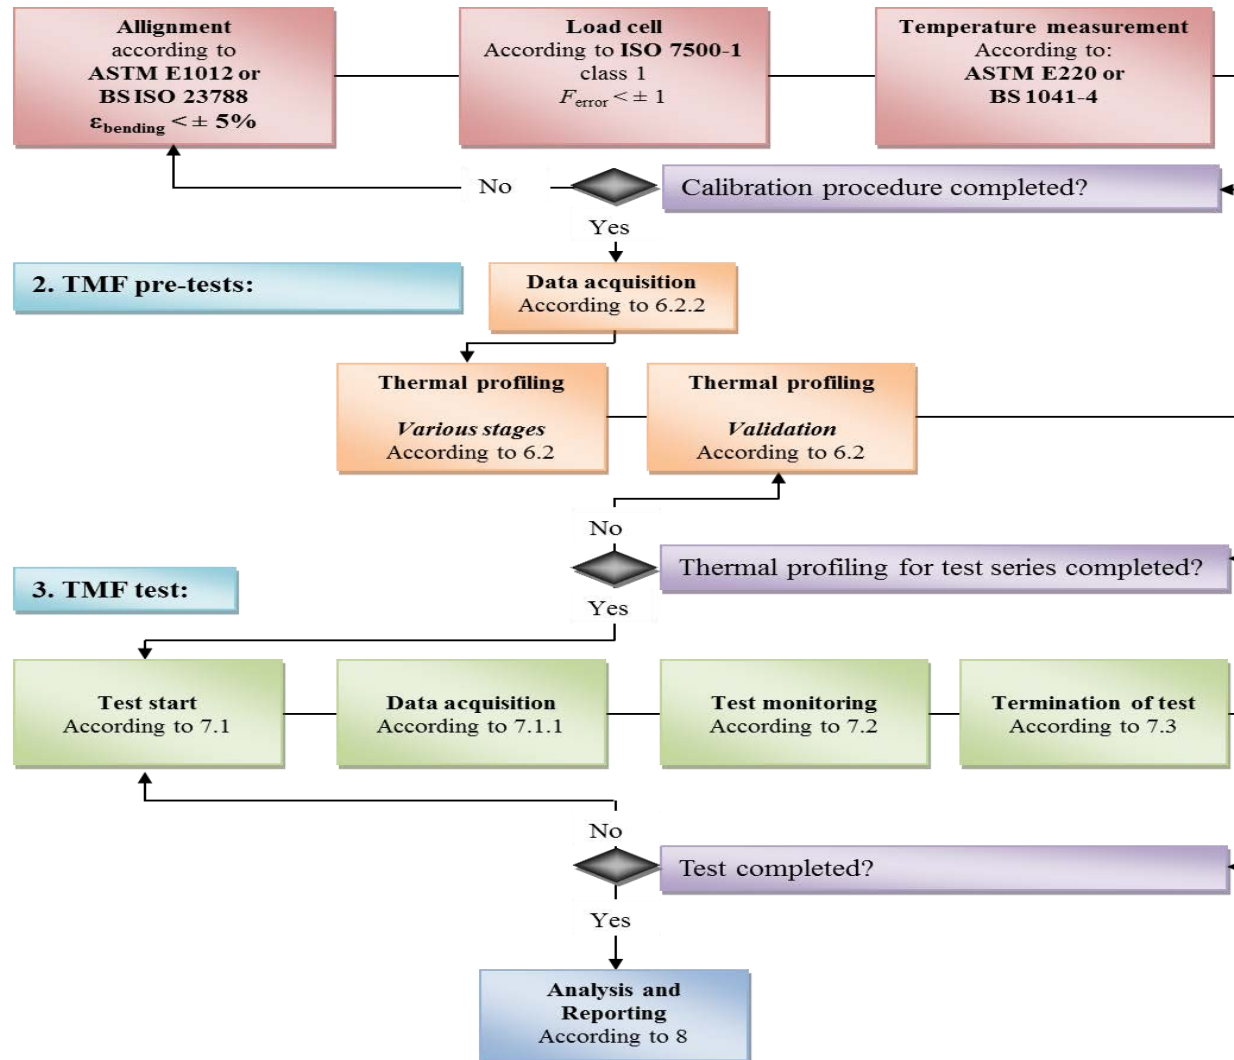 Allignment
according to
ASTM E1012 or
BS ISO 23788
εbending < ± 5%
Load cell
According to ISO 7500-1
class 1
Ferror < ± 1
Temperature measurement
According to:
ASTM E220 or
BS 1041-4
No
Calibration procedure completed?
Yes
2. TMF pre-tests:
Data acquisition
According to 6.2.2
Thermal profiling
Various stages
According to 6.2
Thermal profiling
Validation
According to 6.2
No
Thermal profiling for test series completed?
3. TMF test:
Yes
Test start
According to 7.1
Data acquisition
According to 7.1.1
Test monitoring
According to 7.2
Termination of test
According to 7.3
No
Test completed?
Yes
Analysis and
Reporting
According to 8